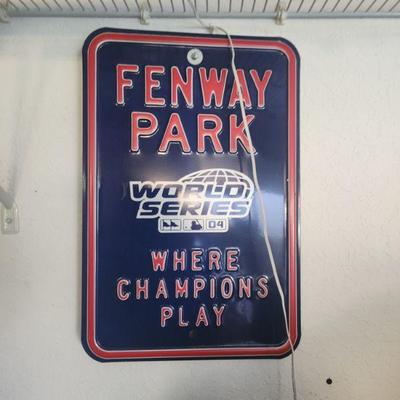 FENWAY
PARK
WORLD
SERIES
04
WHERE
CHAMPIONS
PLAY